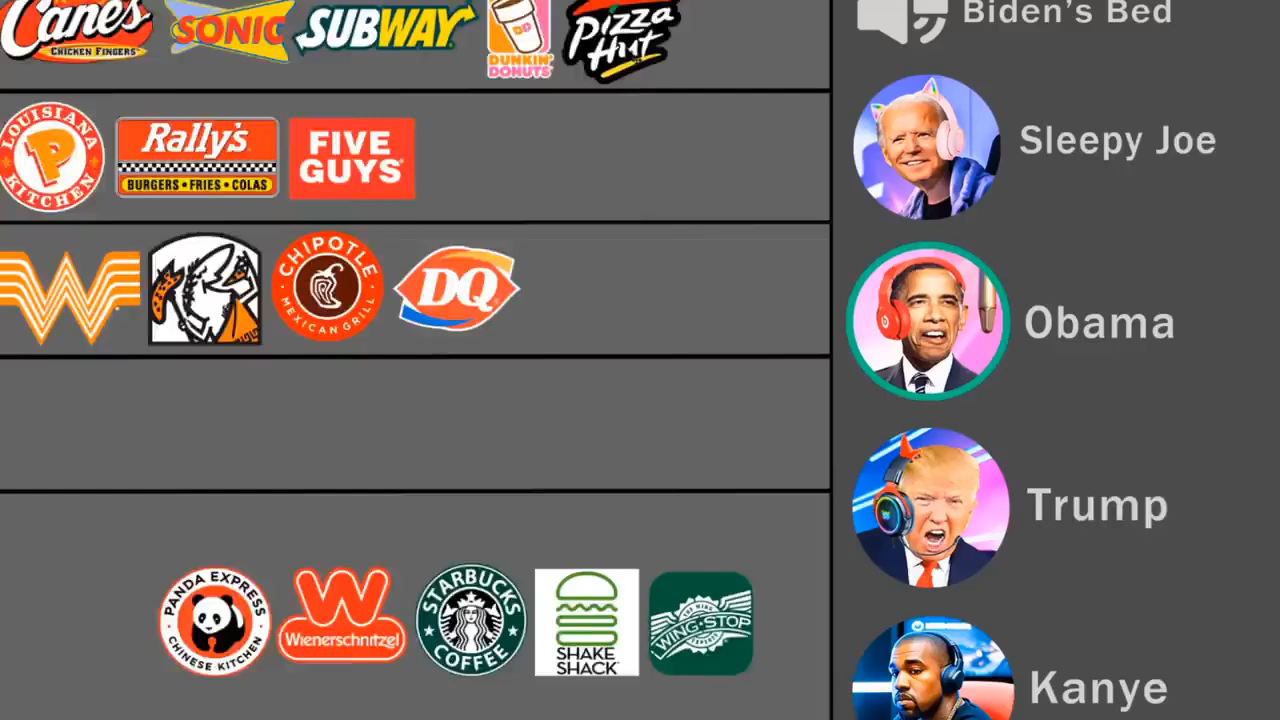 Canes
CHICKEN FINGERS
SONIC
SUBWAY
DUNKIN'
DONUTS
DD
Pizza
Hut
LOUISIANA
P
KITCHEN
Rally's
BURGERS • FRIES • COLAS
FIVE
GUYS
W
CHIPOTLE
MEXICAN GRILL
DQ
PANDA EXPRESS
CHINESE KITCHEN
W
Wienerschnitzel
STARBUCKS
COFFEE
SHAKE
SHACK
WING•STOP
Biden's Bed
Sleepy Joe
Obama
Trump
Kanye